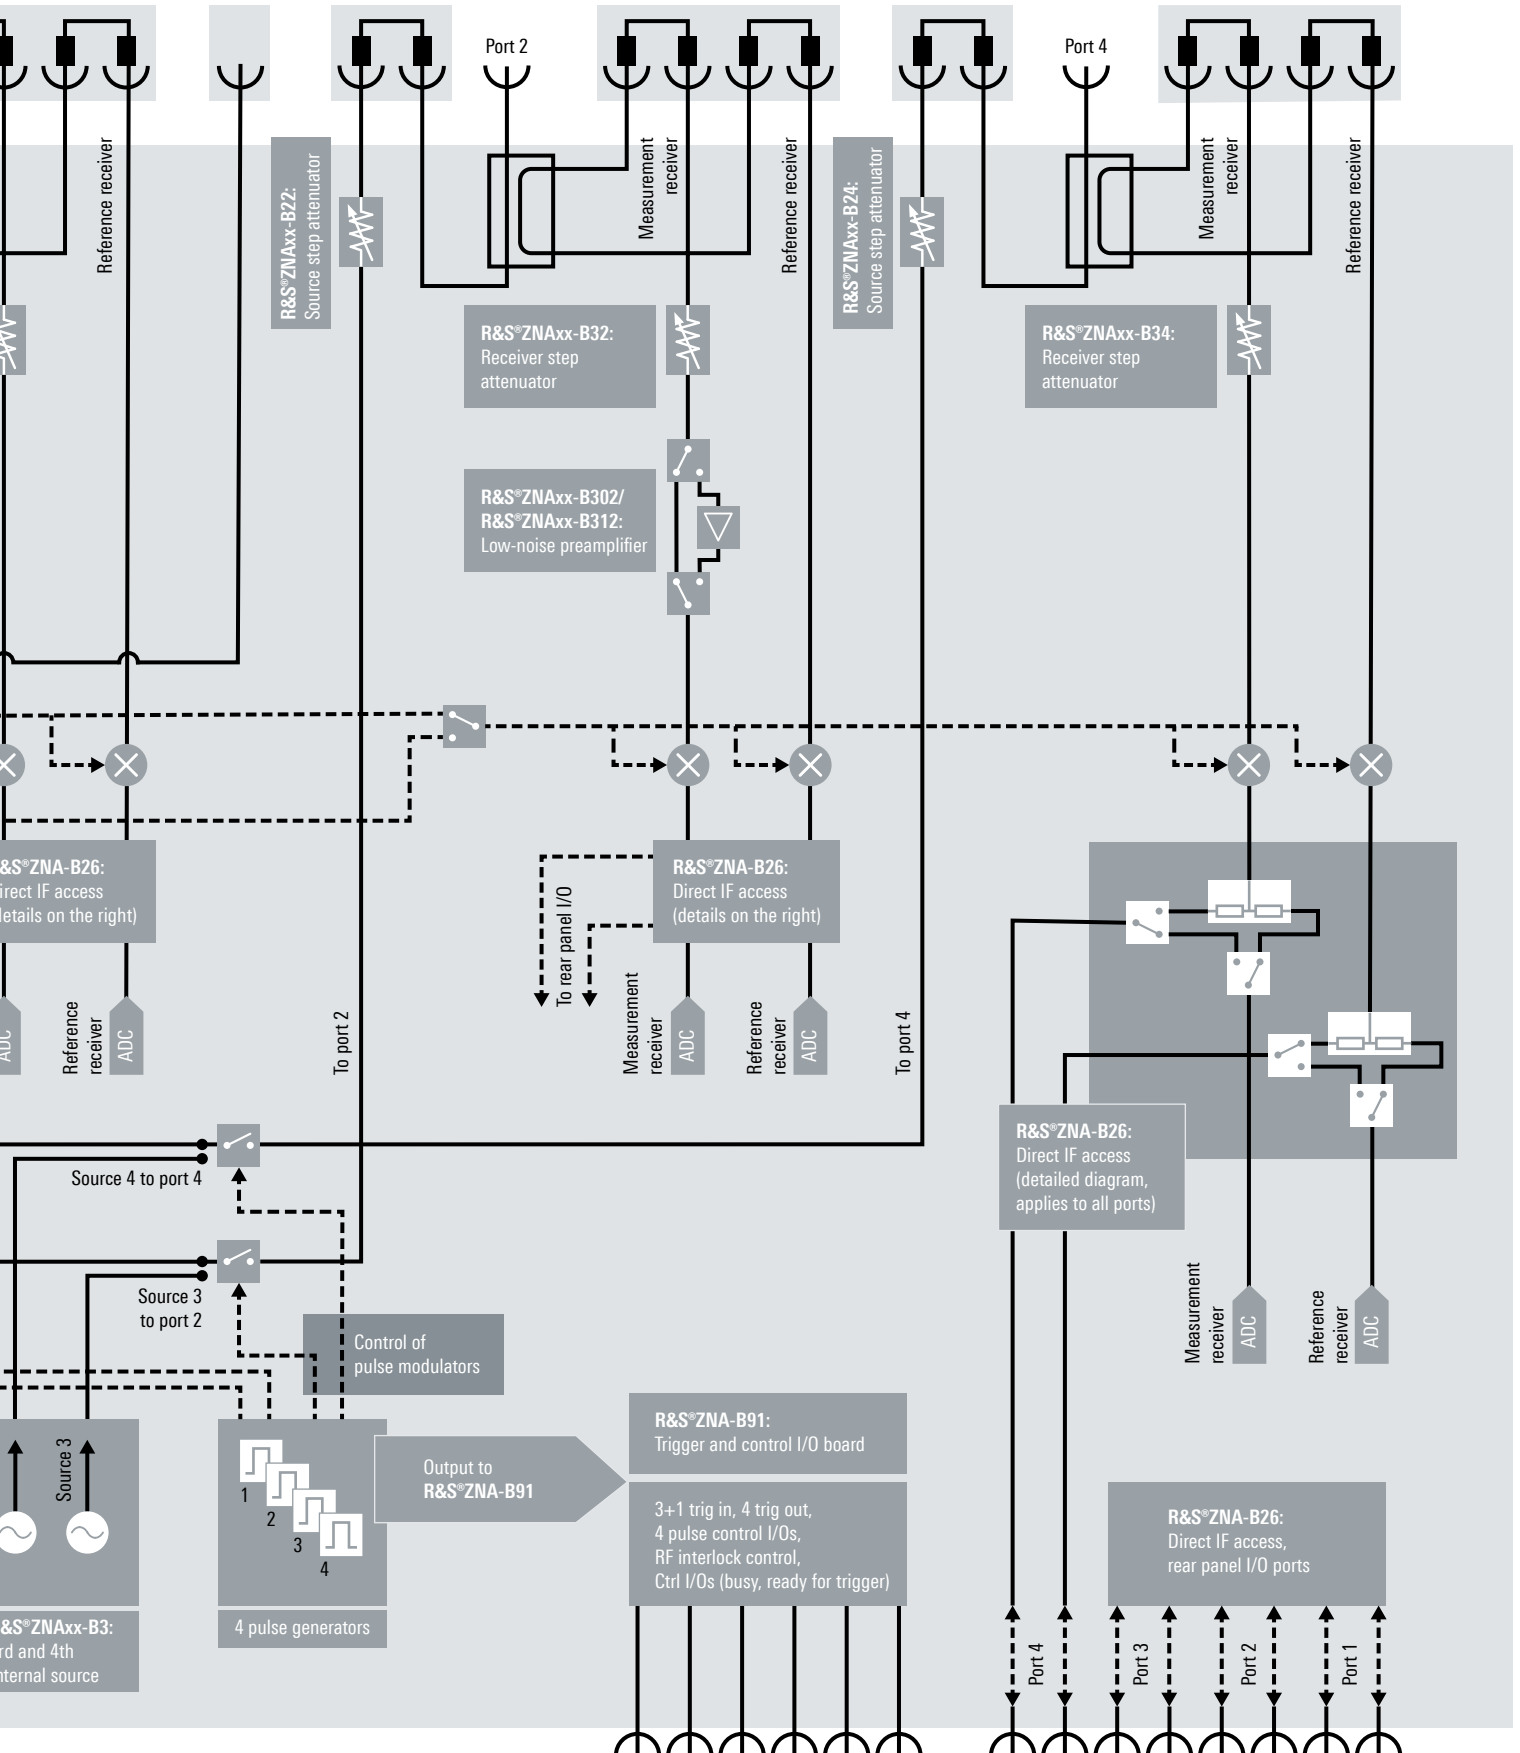 Port 2
Port 4
Reference receiver
R&S®ZNAxx-B22:
Source step attenuator
Measurement
receiver
Reference receiver
R&S®ZNAxx-B24:
Source step attenuator
Measurement
receiver
Reference receiver
R&S®ZNAxx-B32:
Receiver step
attenuator
R&S®ZNAxx-B34:
Receiver step
attenuator
R&S®ZNAxx-B302/
R&S®ZNAxx-B312:
Low-noise preamplifier
&S®ZNA-B26:
irect IF access
details on the right)
R&S®ZNA-B26:
Direct IF access
(details on the right)
To rear panel I/O
ADC
Reference
receiver
ADC
To port 2
Measurement
receiver
ADC
Reference
receiver
ADC
To port 4
R&S®ZNA-B26:
Direct IF access
(detailed diagram,
applies to all ports)
Source 4 to port 4
Source 3
to port 2
Measurement
receiver
ADC
Reference
receiver
ADC
Control of
pulse modulators
Source 3
1
2
3
4
Output to
R&S®ZNA-B91
R&S®ZNA-B91:
Trigger and control I/O board
3+1 trig in, 4 trig out,
4 pulse control I/Os,
RF interlock control,
Ctrl I/Os (busy, ready for trigger)
R&S®ZNA-B26:
Direct IF access,
rear panel I/O ports
&S®ZNAxx-B3:
rd and 4th
nternal source
4 pulse generators
Port 4
Port 3
Port 2
Port 1